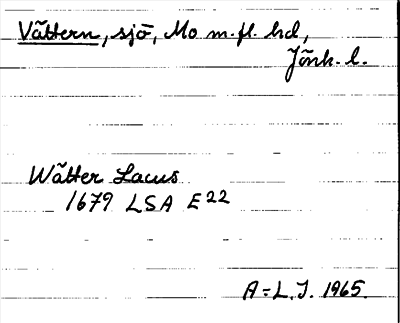 Vättern, sjö, Mo m.fl. hd,
Jönk. l.
Wätter Lacus
1679 LSA E22
A=L.J. 1965.